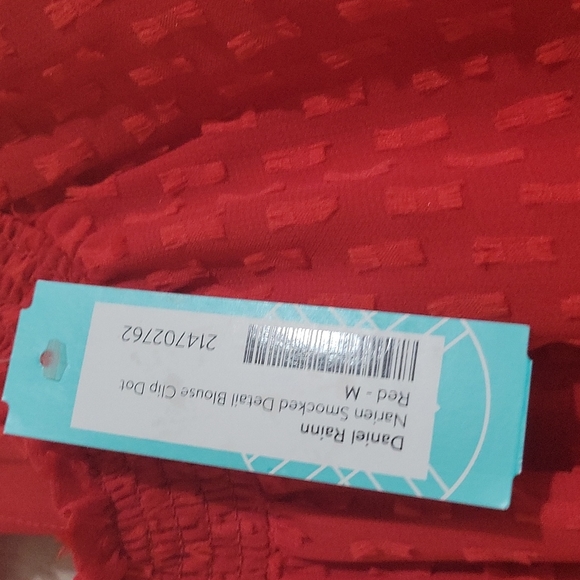 Daniel Rainn
Narien Smocked Detail Blouse Clip Dot
Red - M
214702762